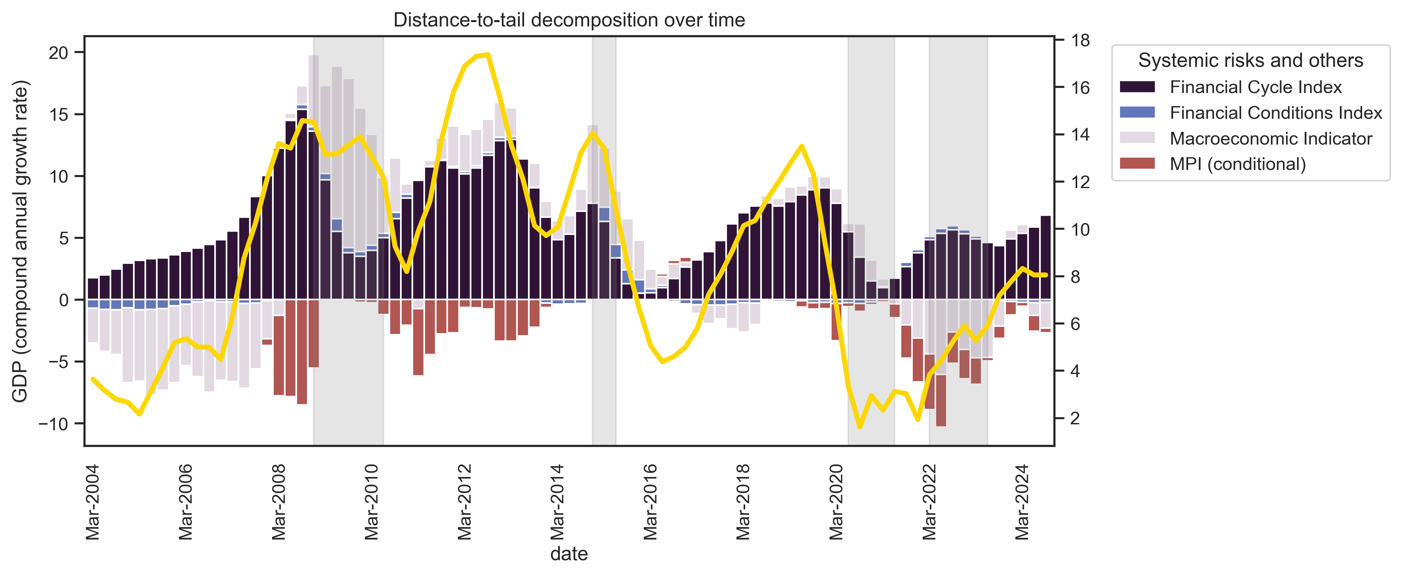 Distance-to-tail decomposition over time
GDP (compound annual growth rate)
20
15
10
5
0
−5
−10
18
16
14
12
10
8
6
4
2
Mar-2004
Mar-2006
Mar-2008
Mar-2010
Mar-2012
Mar-2014
Mar-2016
Mar-2018
Mar-2020
Mar-2022
Mar-2024
date
Systemic risks and others
Financial Cycle Index
Financial Conditions Index
Macroeconomic Indicator
MPI (conditional)